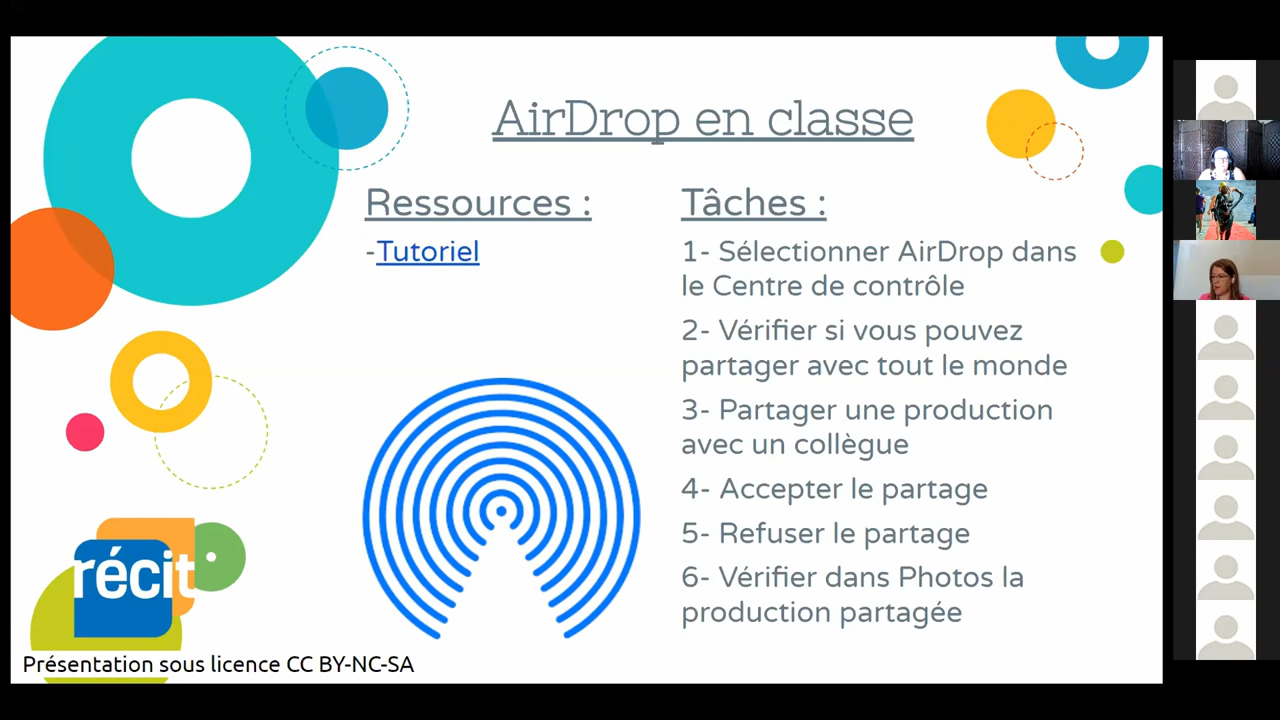 AirDrop en classe
Ressources :
-Tutoriel
Tâches :
1- Sélectionner AirDrop dans
le Centre de contrôle
2- Vérifier si vous pouvez
partager avec tout le monde
3- Partager une production
avec un collègue
4- Accepter le partage
5- Refuser le partage
6- Vérifier dans Photos la
production partagée
récit
Présentation sous licence CC BY-NC-SA